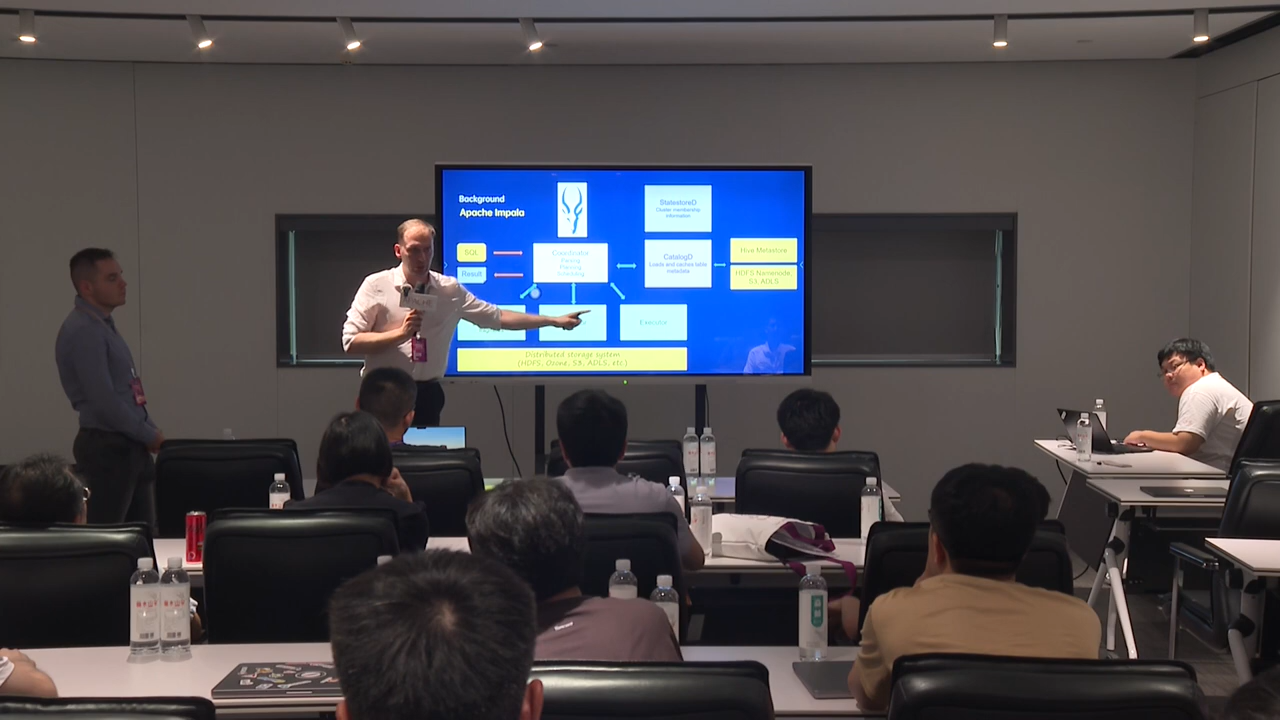 Background
Apache Impala
StatestoreD
Cluster membership
information
SQL
Result
Coordinator
Parsing
Planning
Scheduling
CatalogD
Loads and caches table
metadata
Hive Metastore
HDFS Namenode,
S3, ADLS
Executor
Distributed storage system
(HDFS, Ozone, S3, ADLS, etc.)